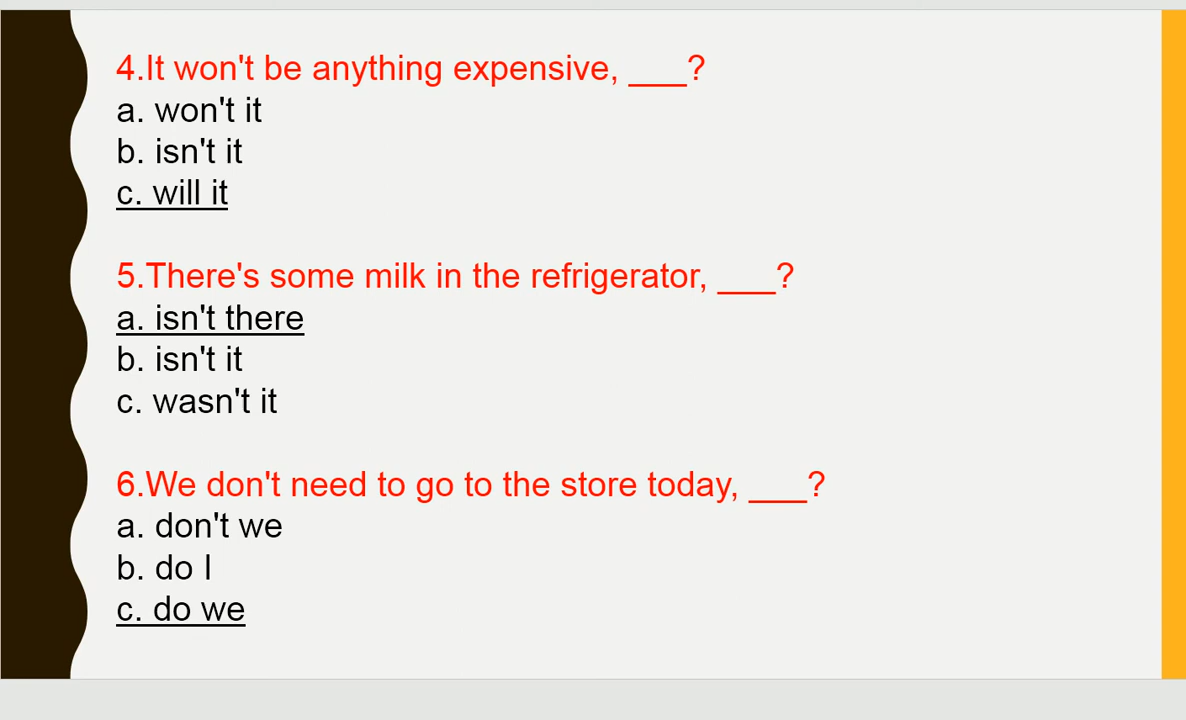 4.It won't be anything expensive, ___?
a. won't it
b. isn't it
c. will it
5.There's some milk in the refrigerator, ___?
a. isn't there
b. isn't it
c. wasn't it
6.We don't need to go to the store today, ___?
a. don't we
b. do I
c. do we